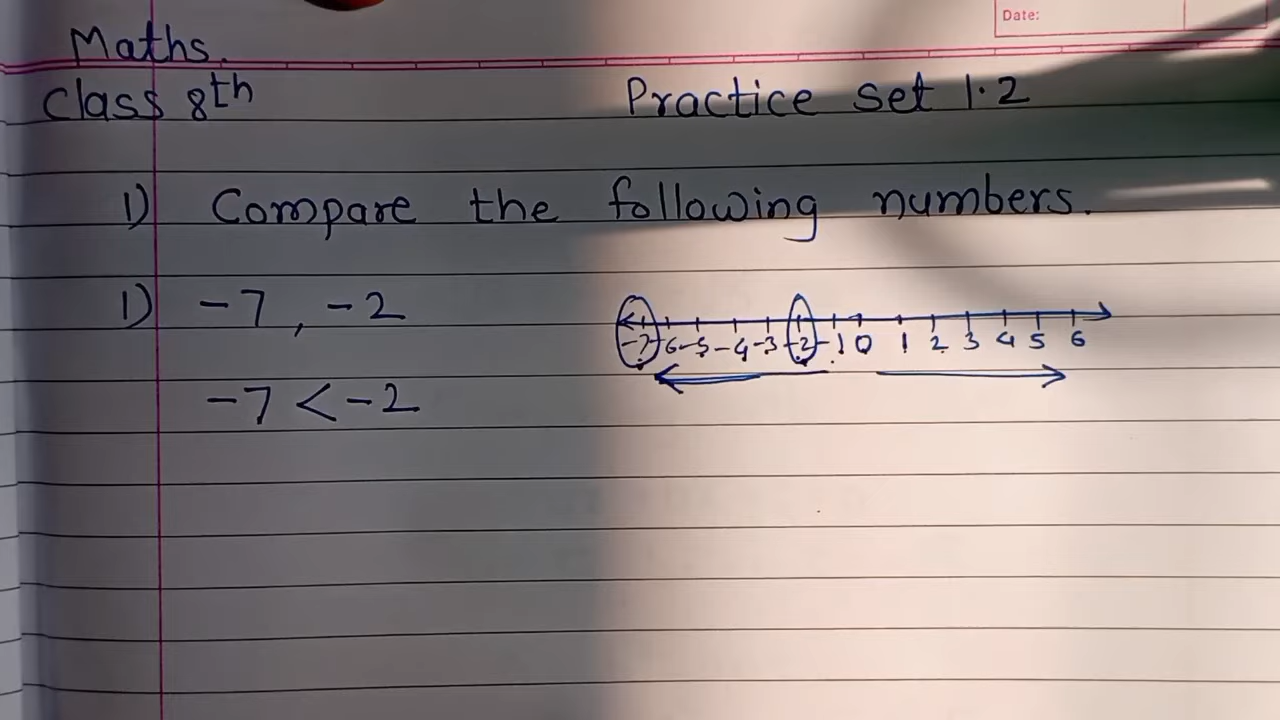 Date:
Maths.
Class 8th Practice set 1.2
1) Compare the following numbers.
1) -7, -2
-7 -6 -5 -4 -3 -2 -1 0 1 2 3 4 5 6
-7 < -2